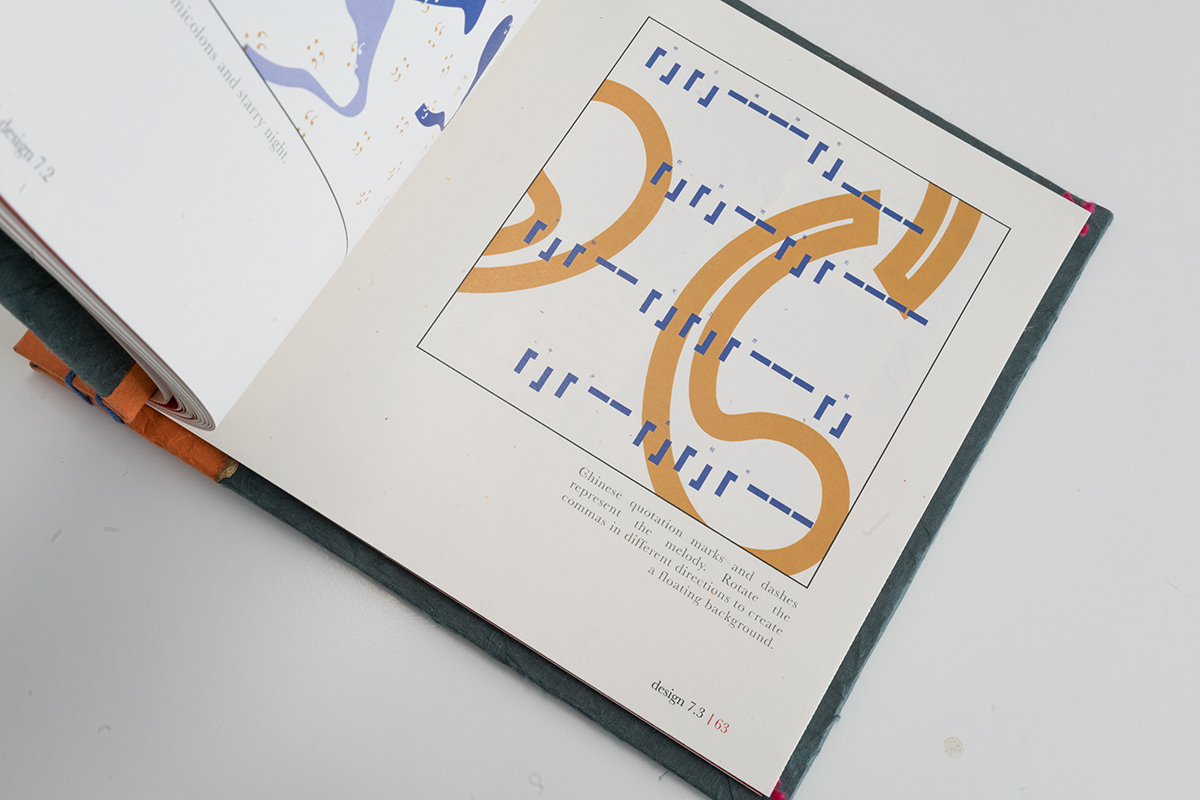 micolons and starry night.
design 7.2
Chinese quotation marks and dashes
represent the melody. Rotate the
commas in different directions to create
a floating background.
design 7.3 | 63